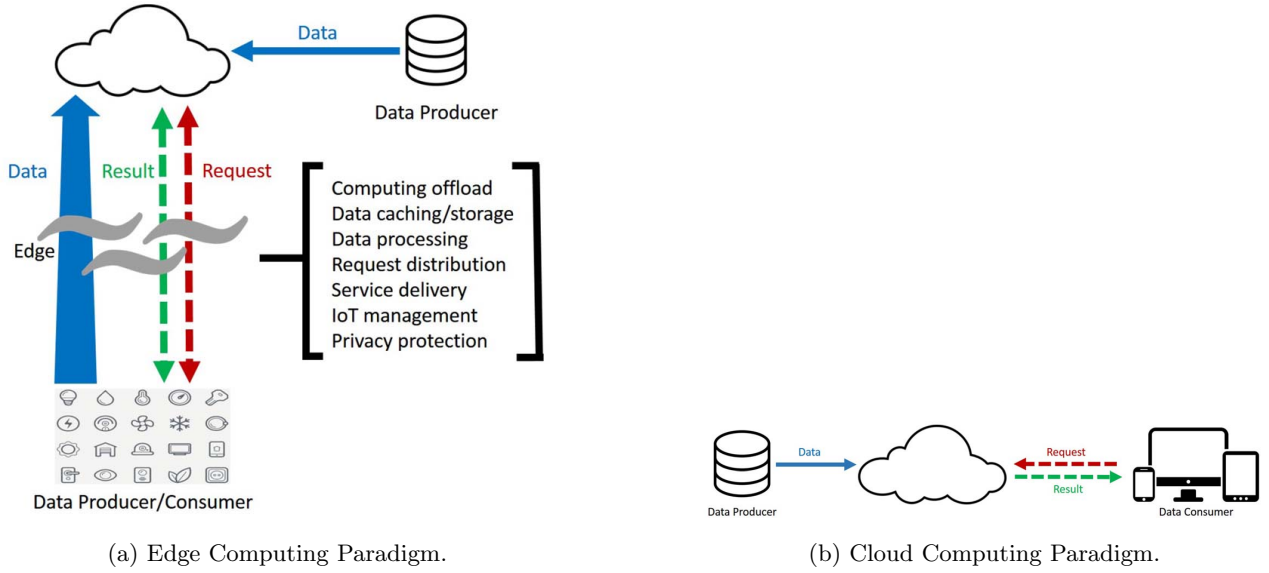 Data
Data Producer
Data
Result
Request
Edge
Computing offload
Data caching/storage
Data processing
Request distribution
Service delivery
IoT management
Privacy protection
Data Producer/Consumer
(a) Edge Computing Paradigm.
Data
Request
Result
Data Producer
Data Consumer
(b) Cloud Computing Paradigm.